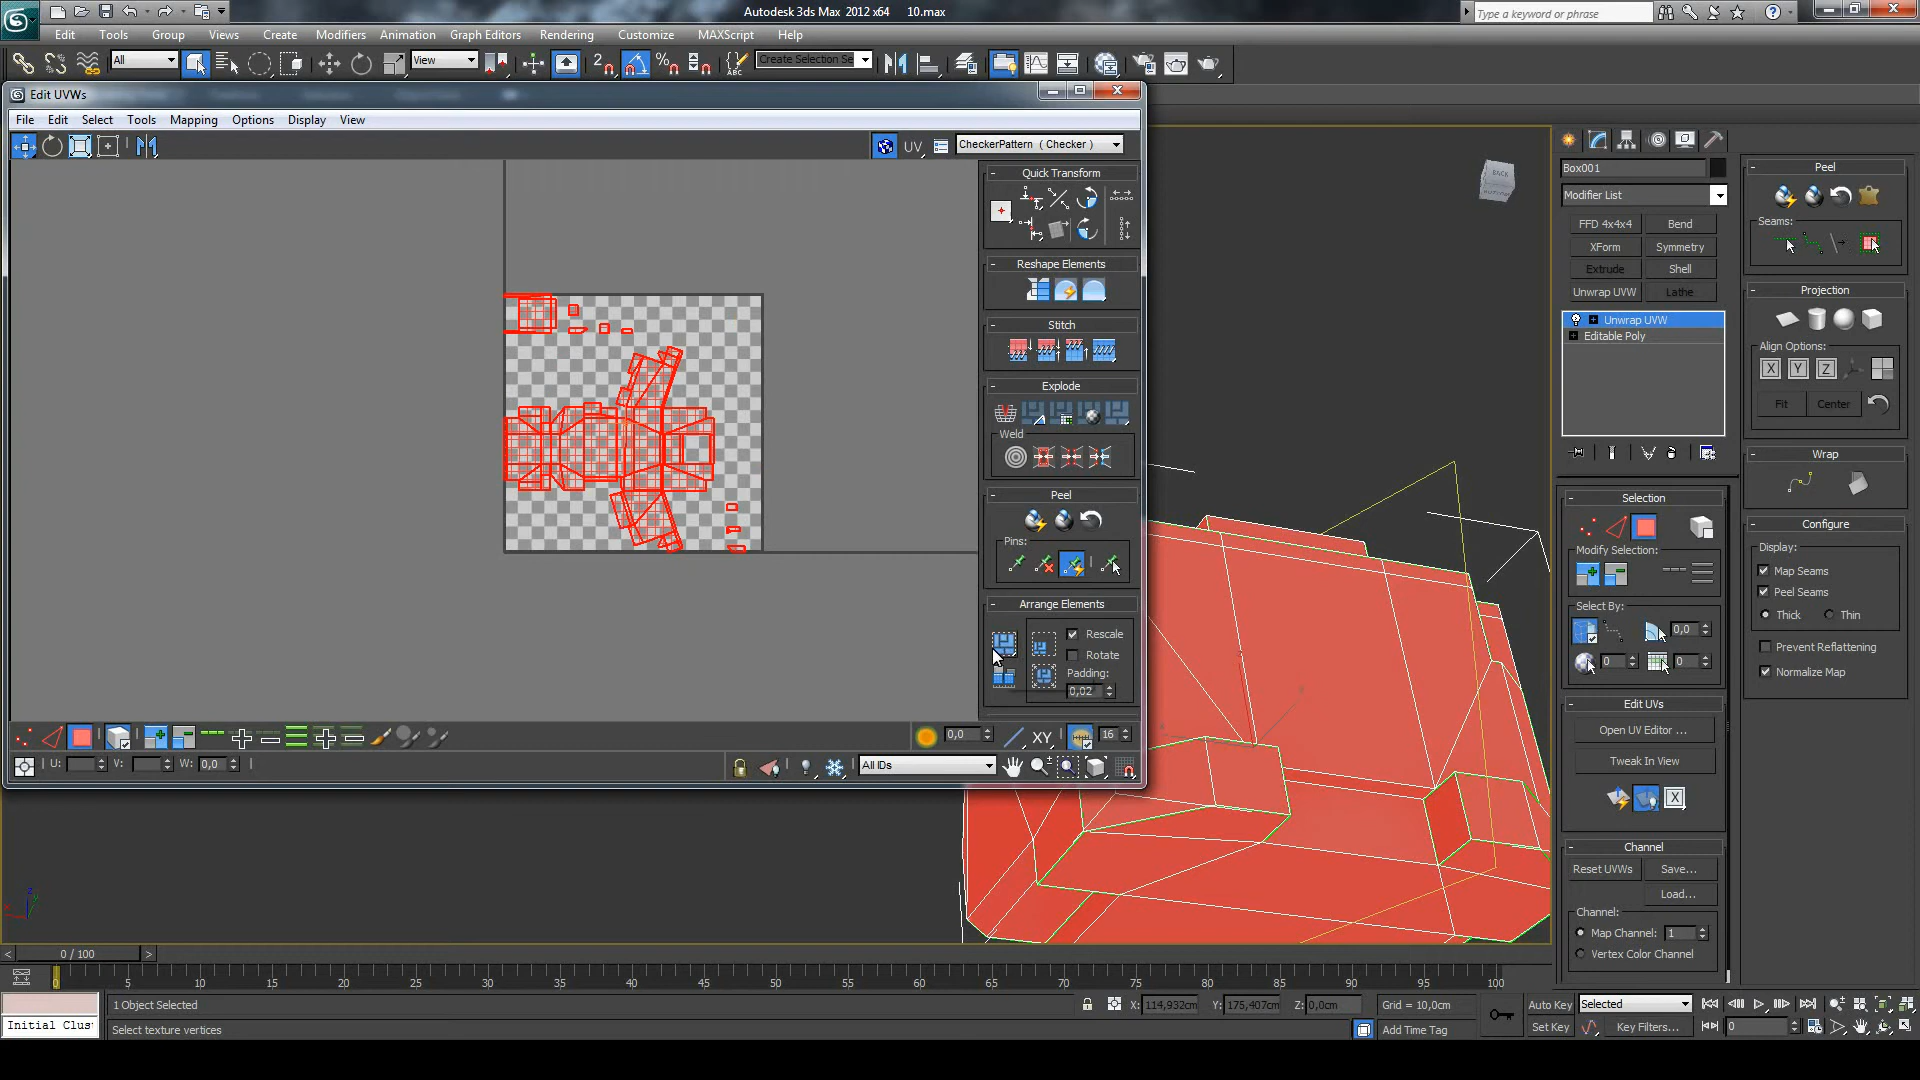 Autodesk 3ds Max 2012 x64 10.max
Type a keyword or phrase
Edit Tools Group Views Create Modifiers Animation Graph Editors Rendering Customize MAXScript Help
All
View
Create Selection Se
Edit UVWs
File Edit Select Tools Mapping Options Display View
UV
CheckerPattern ( Checker )
Quick Transform
Reshape Elements
Stitch
Explode
Weld
Peel
Pins:
Arrange Elements
Rescale
Rotate
Padding:
0,02
0,0
XY
16
U:
V:
W: 0,0
All IDs
BACK
Box001
Modifier List
FFD 4x4x4 Bend
XForm Symmetry
Extrude Shell
Unwrap UVW Lathe
Unwrap UVW
Editable Poly
Selection
Modify Selection:
Select By:
0,0
0
0
Edit UVs
Open UV Editor ...
Tweak In View
X
Channel
Reset UVWs Save...
Load...
Channel:
Map Channel: 1
Vertex Color Channel
Peel
Seams:
Projection
Align Options:
X Y Z
Fit Center
Wrap
Configure
Display:
Map Seams
Peel Seams
Thick Thin
Prevent Reflattening
Normalize Map
z
< 0 / 100 >
0 5 10 15 20 25 30 35 40 45 50 55 60 65 70 75 80 85 90 95 100
1 Object Selected
X: 114,932cm Y: 175,407cm Z: 0,0cm Grid = 10,0cm
Auto Key Selected
Initial Clus
Select texture vertices
Add Time Tag
Set Key Key Filters... 0